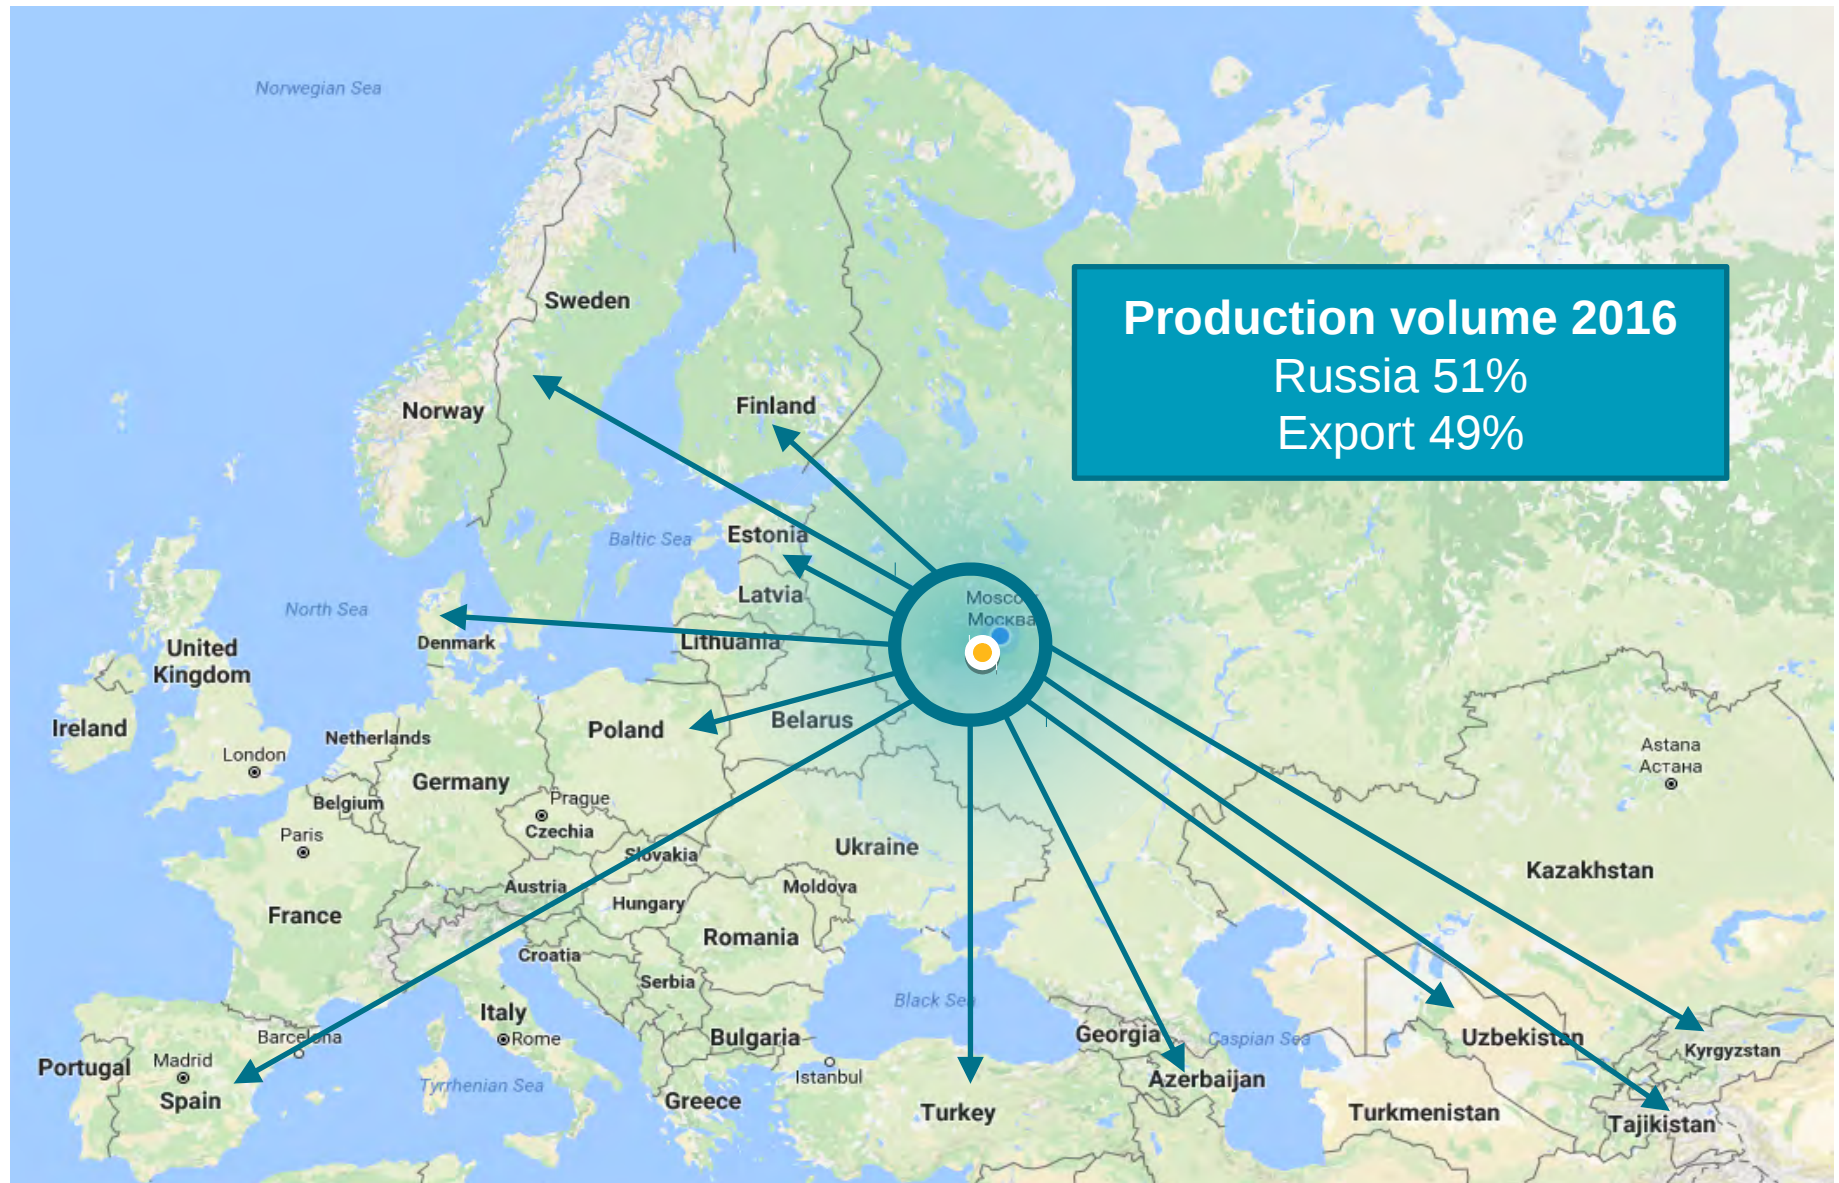 Norwegian Sea
Sweden
Production volume 2016
Russia 51%
Export 49%
Norway
Finland
Estonia
Baltic Sea
Latvia
Moscow
Москва
North Sea
Denmark
Lithuania
United
Kingdom
Ireland
Netherlands
Poland
Belarus
London
Germany
Astana
Астана
Belgium
Prague
Czechia
Paris
Slovakia
Ukraine
Kazakhstan
Austria
Moldova
Hungary
France
Romania
Croatia
Serbia
Black Sea
Italy
Rome
Bulgaria
Georgia
Caspian Sea
Uzbekistan
Kyrgyzstan
Barcelona
Portugal
Madrid
Spain
Tyrrhenian Sea
Istanbul
Azerbaijan
Greece
Turkey
Turkmenistan
Tajikistan